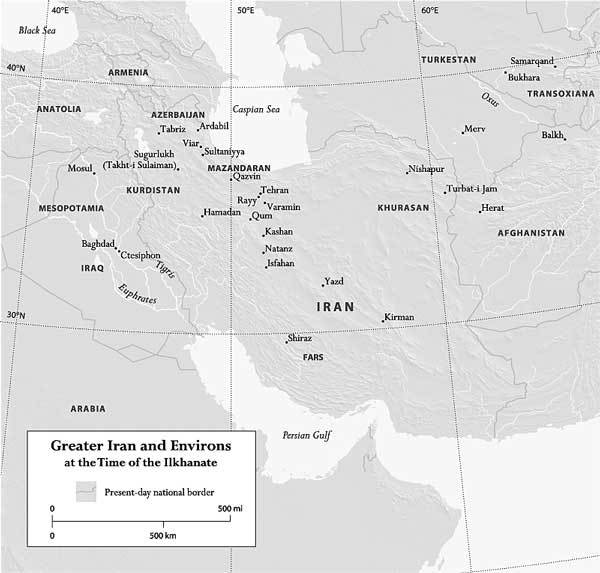 40°E
50°E
60°E
Black Sea
40°N
ARMENIA
TURKESTAN
Samarqand
Bukhara
ANATOLIA
AZERBAIJAN
Caspian Sea
Oxus
TRANSOXIANA
Tabriz
Ardabil
Merv
Balkh
Viar
Sultaniyya
Sugurlukh
(Takht-i Sulaiman)
Mosul
MAZANDARAN
Qazvin
Nishapur
KURDISTAN
Tehran
Turbat-i Jam
Rayy
Varamin
MESOPOTAMIA
Hamadan
Qum
KHURASAN
Herat
Kashan
AFGHANISTAN
Baghdad
Ctesiphon
Natanz
IRAQ
Tigris
Isfahan
Euphrates
Yazd
IRAN
30°N
Kirman
Shiraz
FARS
ARABIA
Persian Gulf
Greater Iran and Environs
at the Time of the Ilkhanate
Present-day national border
0 500 mi
0 500 km